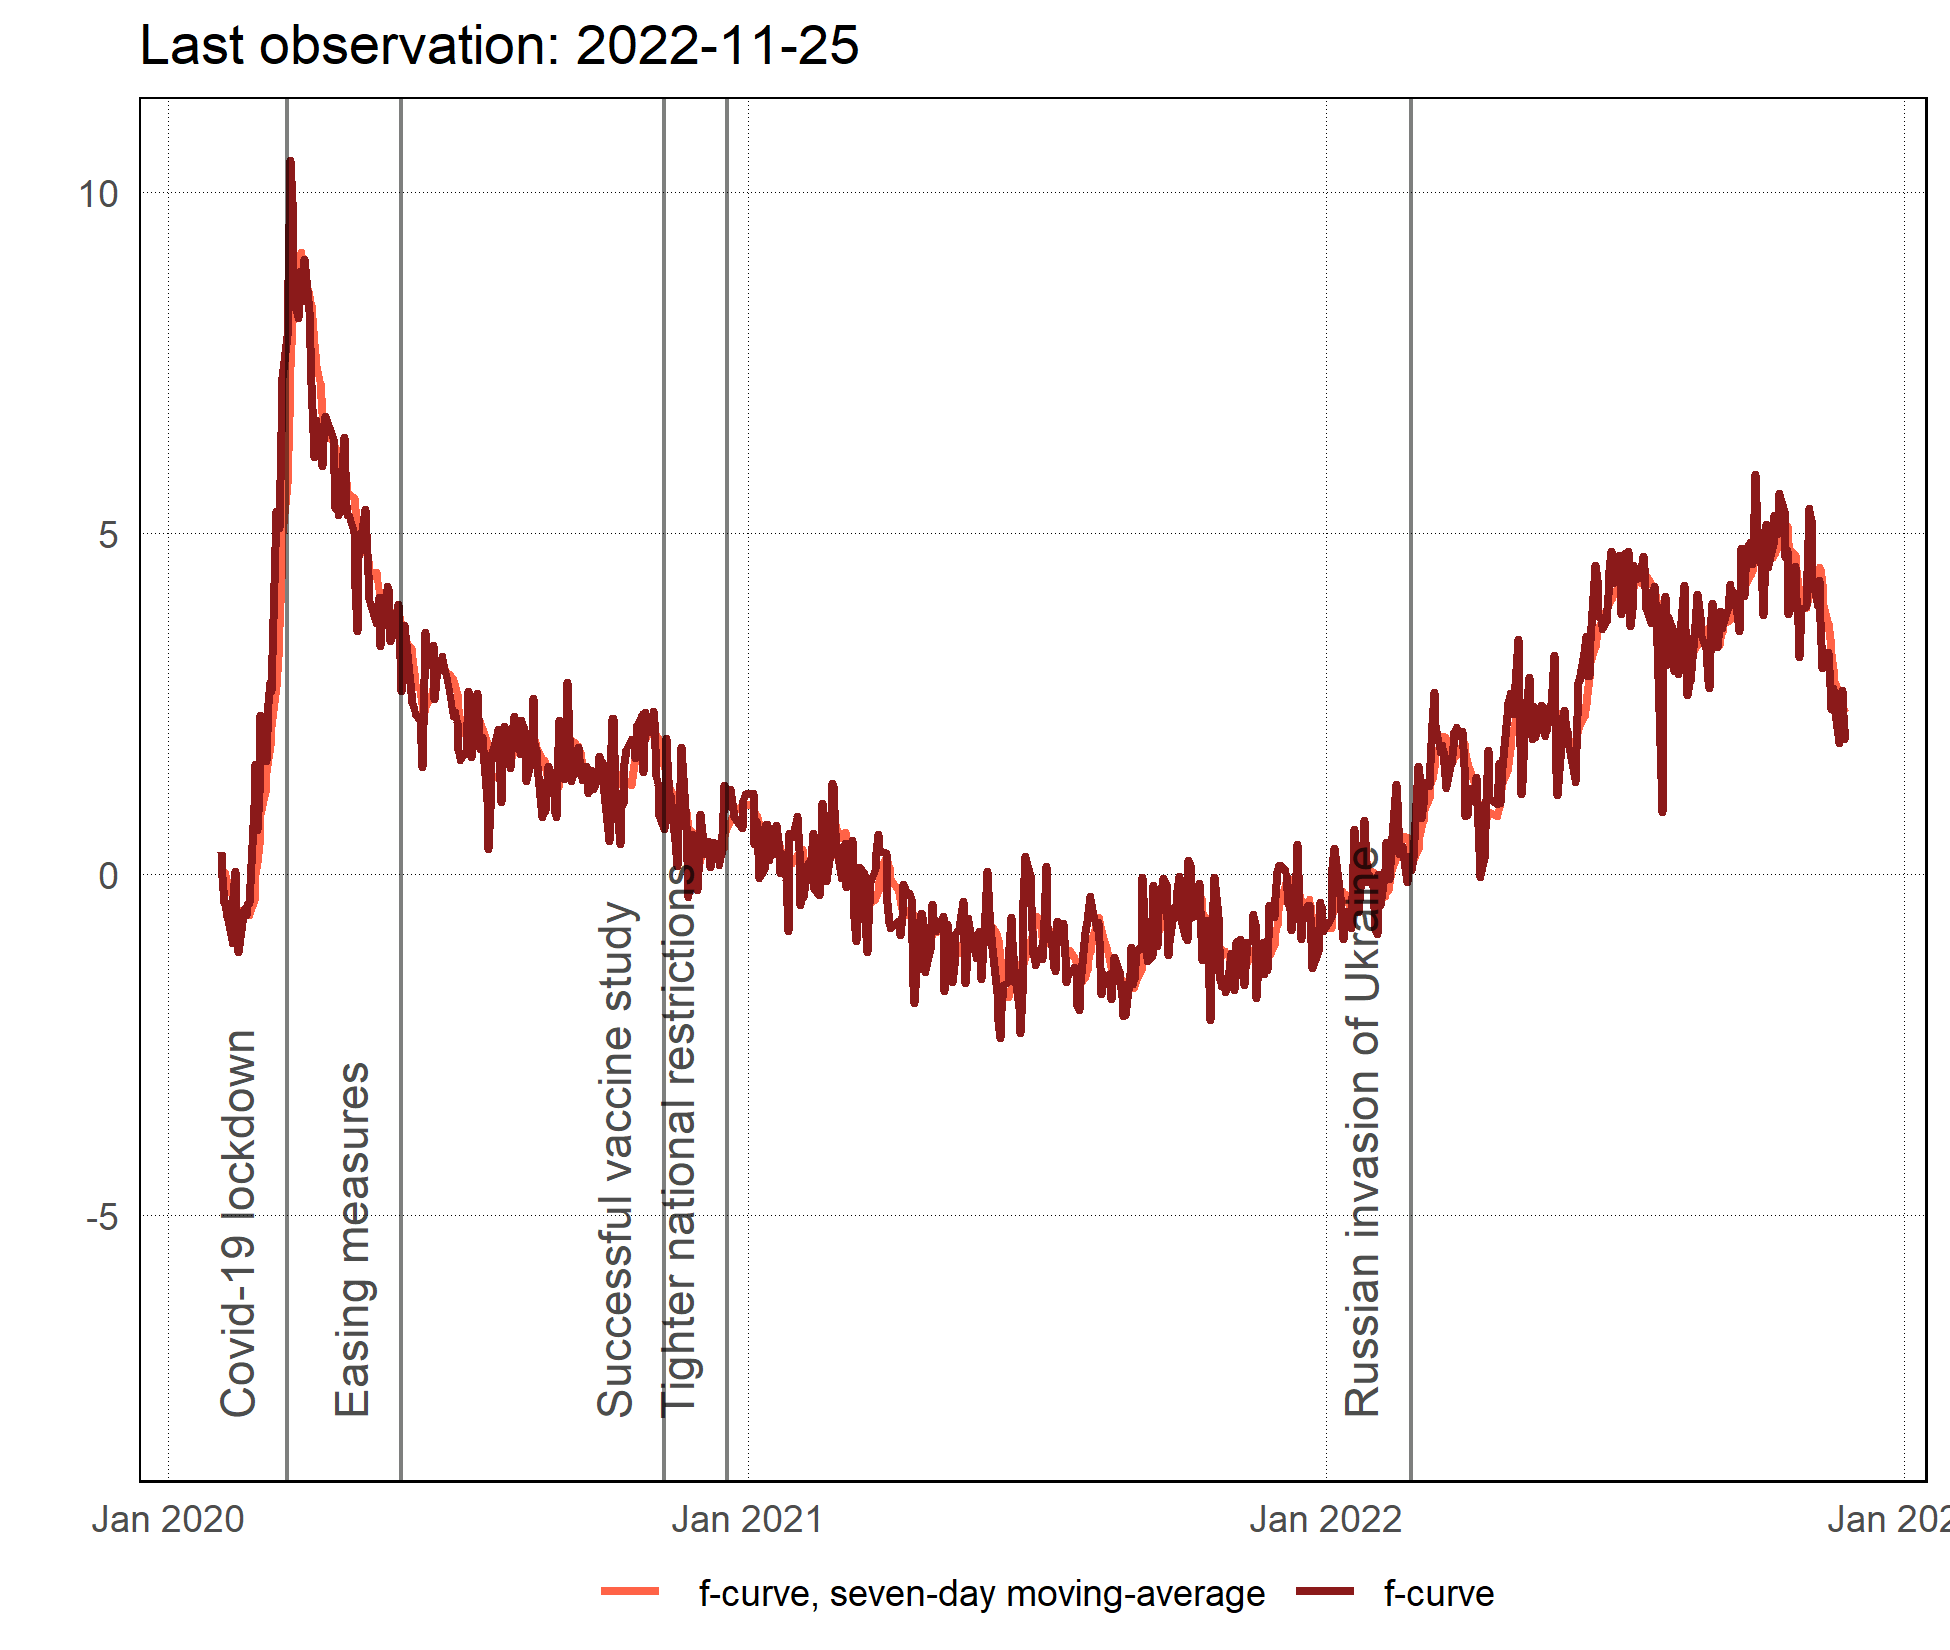 Last observation: 2022-11-25
10
5
0
-5
Covid-19 lockdown
Easing measures
Successful vaccine study
Tighter national restrictions
Russian invasion of Ukraine
Jan 2020
Jan 2021
Jan 2022
Jan 202
f-curve, seven-day moving-average
f-curve